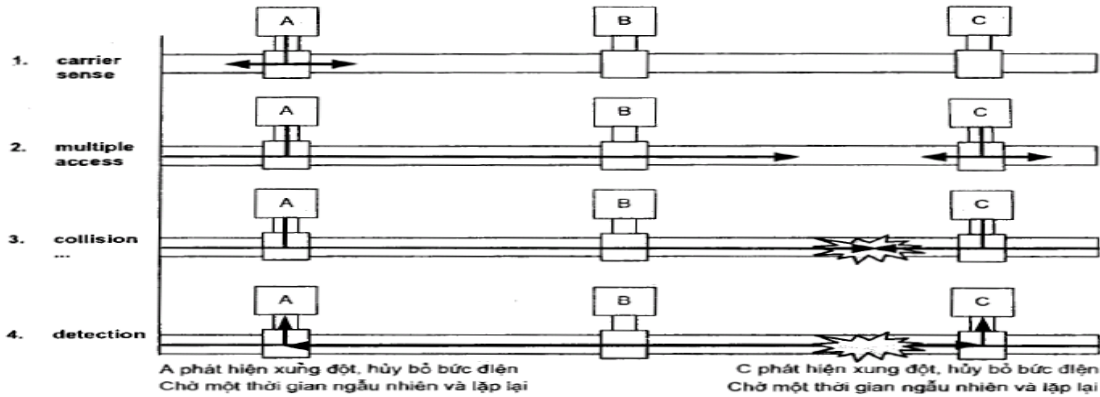 A B C
1. carrier
sense
A B C
2. multiple
access
A B C
3. collision
...
A B C
4. detection
A phát hiện xung đột, hủy bỏ bức điện
Chờ một thời gian ngẫu nhiên và lặp lại
C phát hiện xung đột, hủy bỏ bức điện
Chờ một thời gian ngẫu nhiên và lặp lại